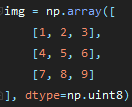 img = np.array([
    [1, 2, 3],
    [4, 5, 6],
    [7, 8, 9]
], dtype=np.uint8)